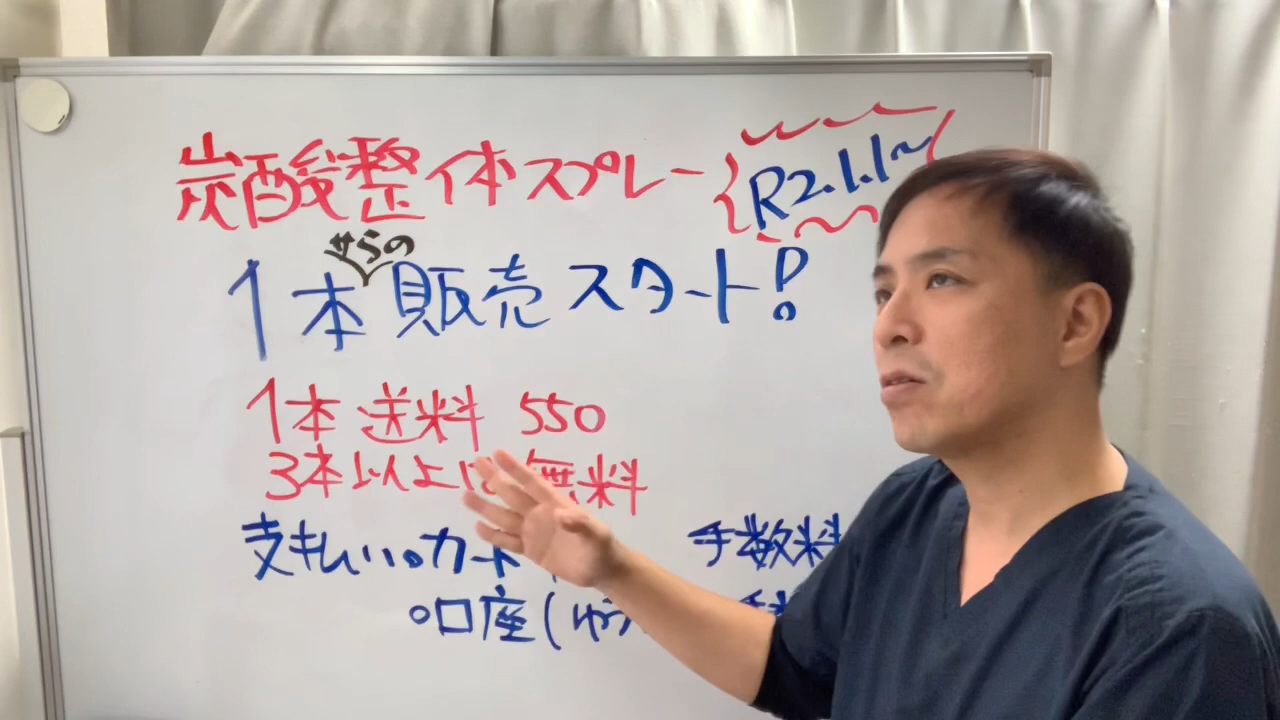 炭酸整体スプレー R2.1.1〜
1本からの販売スタート!
1本 送料 550
3本以上は 無料
支払い。カード 手数料
○口座(ゆう